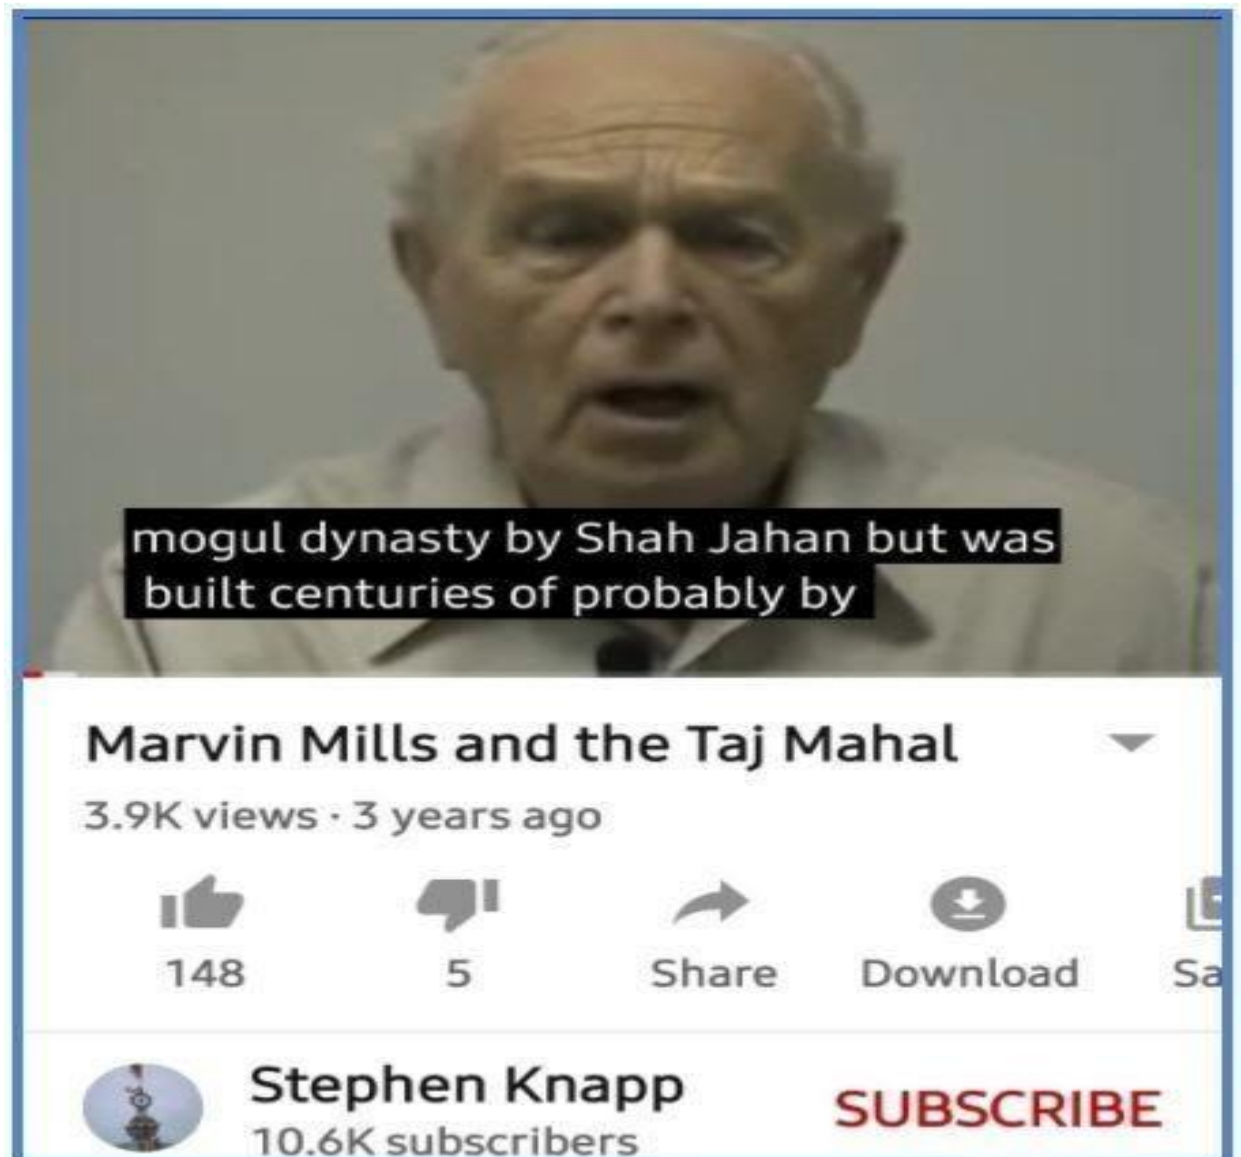 mogul dynasty by Shah Jahan but was
built centuries of probably by
Marvin Mills and the Taj Mahal
3.9K views · 3 years ago
148 5 Share Download Sa
Stephen Knapp
SUBSCRIBE
10.6K subscribers